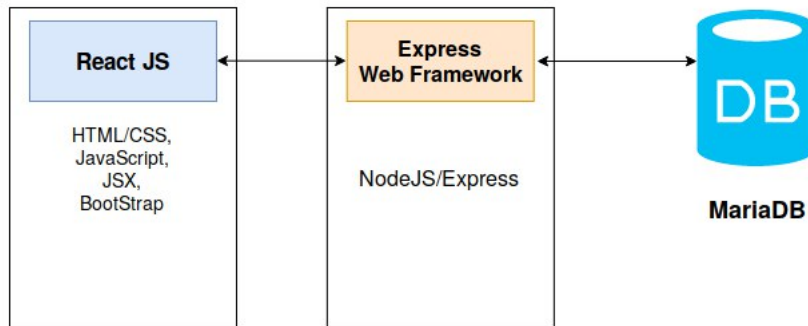 React JS
HTML/CSS,
JavaScript,
JSX,
BootStrap
Express
Web Framework
NodeJS/Express
DB
MariaDB